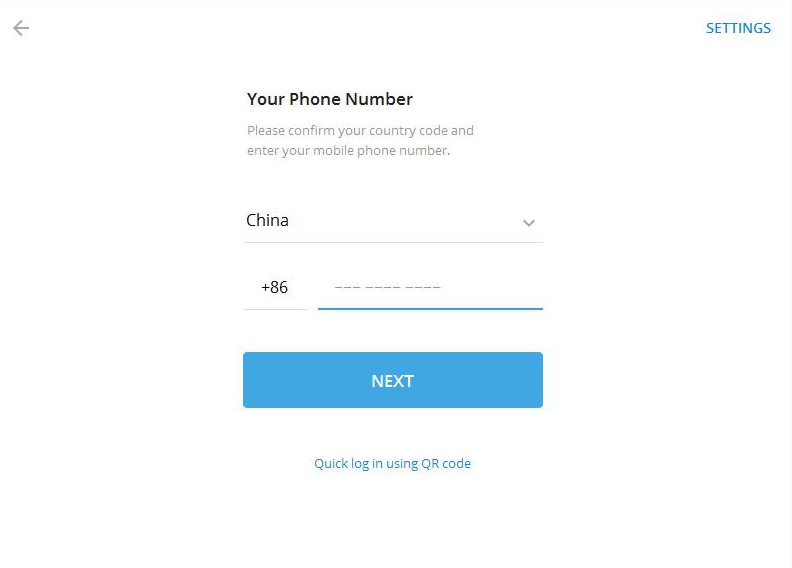 SETTINGS
Your Phone Number
Please confirm your country code and
enter your mobile phone number.
China
+86 --- ---- ----
NEXT
Quick log in using QR code